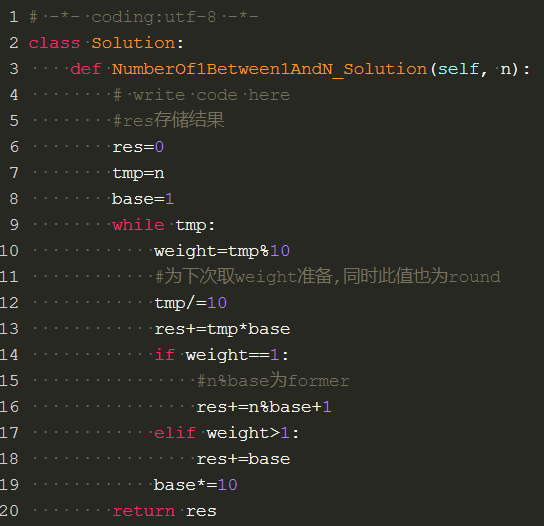 1 # -*- coding:utf-8 -*-
2 class Solution:
3     def NumberOf1Between1AndN_Solution(self, n):
4         # write code here
5         #res存储结果
6         res=0
7         tmp=n
8         base=1
9         while tmp:
10             weight=tmp%10
11             #为下次取weight准备,同时此值也为round
12             tmp/=10
13             res+=tmp*base
14             if weight==1:
15                 #n%base为former
16                 res+=n%base+1
17             elif weight>1:
18                 res+=base
19             base*=10
20         return res